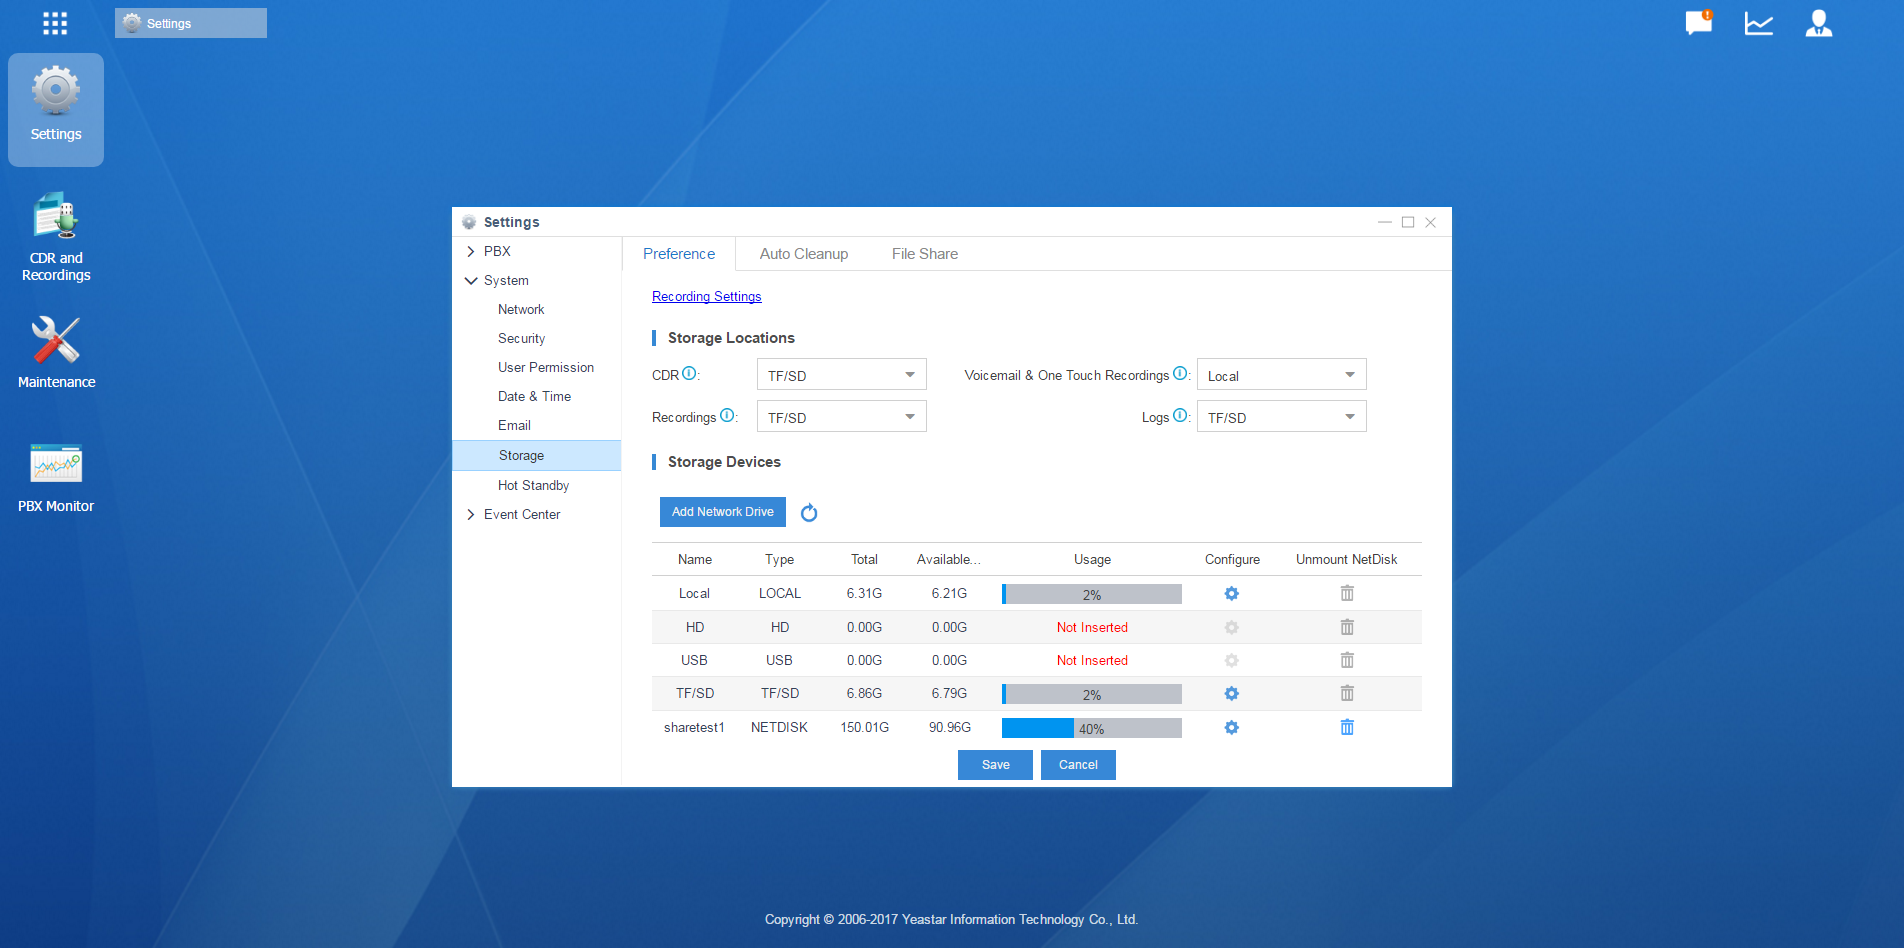 Settings
Settings
CDR and
Recordings
Maintenance
PBX Monitor
Settings
PBX
System
Network
Security
User Permission
Date & Time
Email
Storage
Hot Standby
Event Center
Preference Auto Cleanup File Share
Recording Settings
Storage Locations
CDR : TF/SD Voicemail & One Touch Recordings : Local
Recordings : TF/SD Logs : TF/SD
Storage Devices
Add Network Drive
Name Type Total Available... Usage Configure Unmount NetDisk
Local LOCAL 6.31G 6.21G 2%
HD HD 0.00G 0.00G Not Inserted
USB USB 0.00G 0.00G Not Inserted
TF/SD TF/SD 6.86G 6.79G 2%
sharetest1 NETDISK 150.01G 90.96G 40%
Save Cancel
Copyright © 2006-2017 Yeastar Information Technology Co., Ltd.